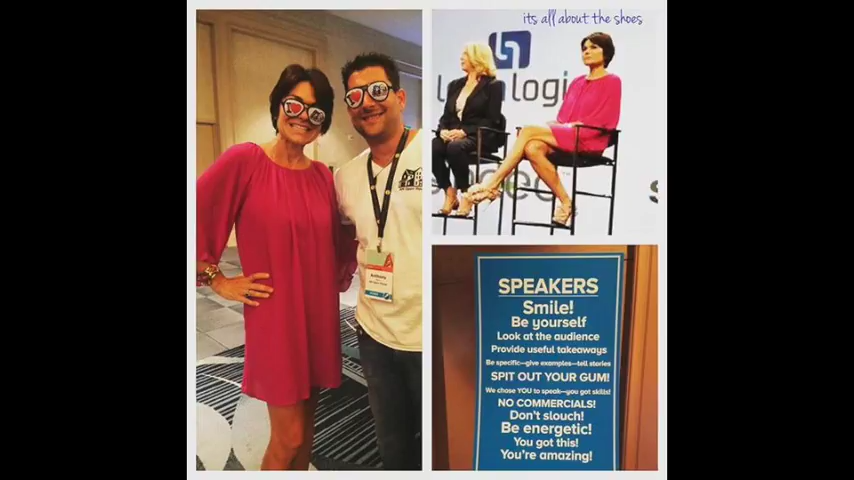 its all about the shoes
logi
Anthony
SPEAKERS
Smile!
Be yourself
Look at the audience
Provide useful takeaways
Be specific—give examples—tell stories
SPIT OUT YOUR GUM!
We chose YOU to speak—you got skills!
NO COMMERCIALS!
Don't slouch!
Be energetic!
You got this!
You're amazing!